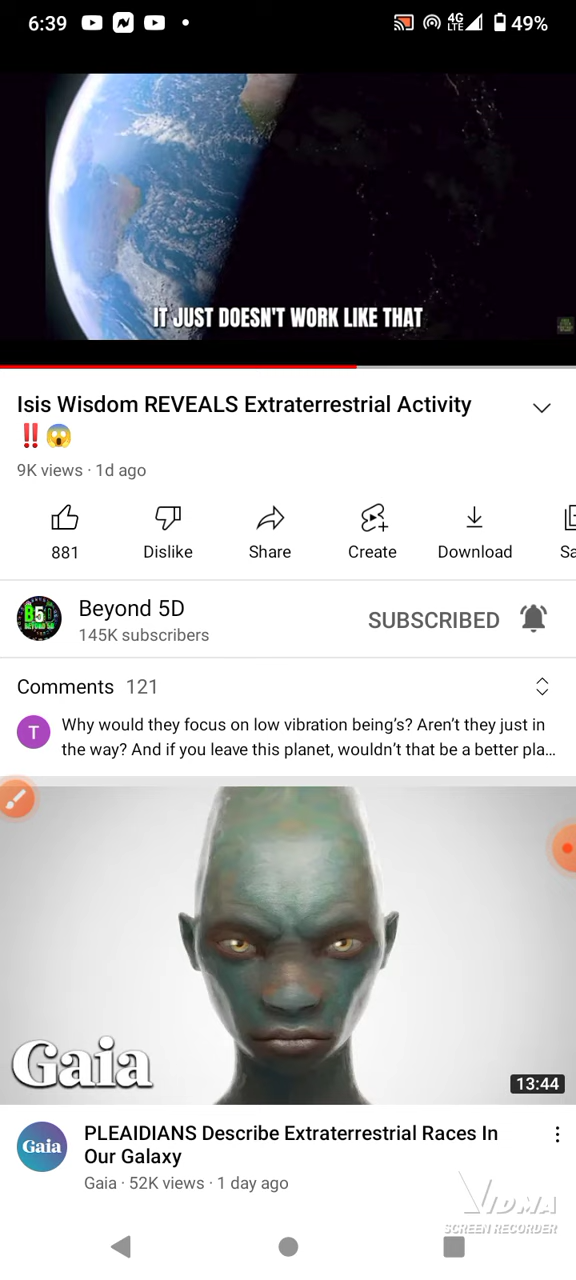 6:39
4G
LTE
49%
IT JUST DOESN'T WORK LIKE THAT
Isis Wisdom REVEALS Extraterrestrial Activity
‼️😱
9K views · 1d ago
881 Dislike Share Create Download Sa
B5D
Beyond 5D
145K subscribers
SUBSCRIBED
Comments 121
T
Why would they focus on low vibration being's? Aren't they just in
the way? And if you leave this planet, wouldn't that be a better pla...
Gaia
13:44
Gaia
PLEAIDIANS Describe Extraterrestrial Races In
Our Galaxy
Gaia · 52K views · 1 day ago
VIDMA
SCREEN RECORDER